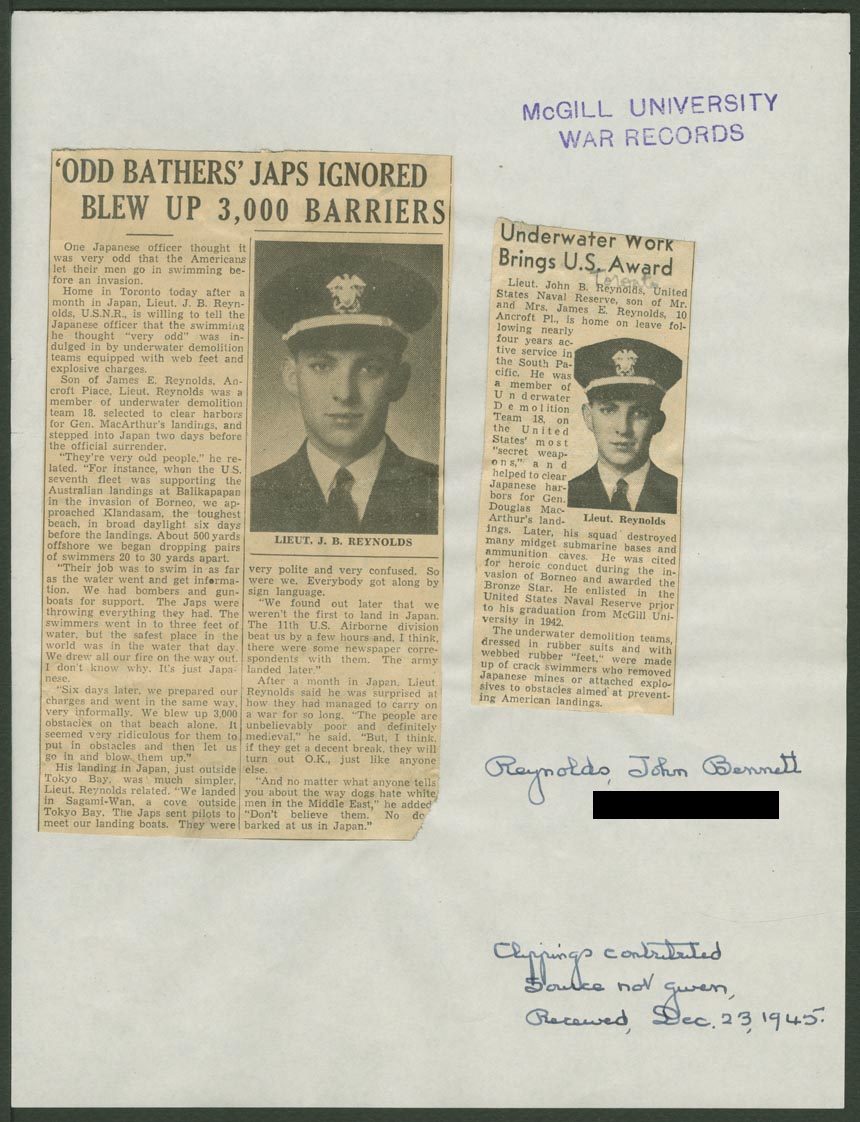 McGILL UNIVERSITY
WAR RECORDS
'ODD BATHERS' JAPS IGNORED
BLEW UP 3,000 BARRIERS
One Japanese officer thought it
was very odd that the Americans
let their men go in swimming be-
fore an invasion.
Home in Toronto today after a
month in Japan, Lieut. J. B. Reyn-
olds, U.S.N.R., is willing to tell the
Japanese officer that the swimming
he thought "very odd" was in-
dulged in by underwater demolition
teams equipped with web feet and
explosive charges.
Son of James E. Reynolds, An-
croft Place, Lieut. Reynolds was a
member of underwater demolition
team 18, selected to clear harbors
for Gen. MacArthur's landings, and
stepped into Japan two days before
the official surrender.
"They're very odd people," he re-
lated. "For instance, when the U.S.
seventh fleet was supporting the
Australian landings at Balikapapan
in the invasion of Borneo, we ap-
proached Klandasam, the toughest
beach, in broad daylight six days
before the landings. About 500 yards
offshore we began dropping pairs
of swimmers 20 to 30 yards apart.
"Their job was to swim in as far
as the water went and get informa-
tion. We had bombers and gun-
boats for support. The Japs were
throwing everything they had. The
swimmers went in to three feet of
water, but the safest place in the
world was in the water that day.
We drew all our fire on the way out.
I don't know why. It's just Japa-
nese.
"Six days later, we prepared our
charges and went in the same way,
very informally. We blew up 3,000
obstacles on that beach alone. It
seemed very ridiculous for them to
put in obstacles and then let us
go in and blow them up."
His landing in Japan, just outside
Tokyo Bay, was much simpler,
Lieut. Reynolds related. "We landed
in Sagami-Wan, a cove outside
Tokyo Bay. The Japs sent pilots to
meet our landing boats. They were
LIEUT. J. B. REYNOLDS
very polite and very confused. So
were we. Everybody got along by
sign language.
"We found out later that we
weren't the first to land in Japan.
The 11th U.S. Airborne division
beat us by a few hours and, I think,
there were some newspaper corre-
spondents with them. The army
landed later."
After a month in Japan, Lieut.
Reynolds said he was surprised at
how they had managed to carry on
a war for so long. "The people are
unbelievably poor and definitely
medieval," he said. "But, I think,
if they get a decent break, they will
turn out O.K., just like anyone
else.
"And no matter what anyone tells
you about the way dogs hate white
men in the Middle East," he added
"Don't believe them. No do
barked at us in Japan."
Underwater Work
Brings U.S. Award
Toronto
Lieut. John B. Reynolds, United
States Naval Reserve, son of Mr.
and Mrs. James E. Reynolds, 10
Ancroft Pl., is home on leave fol-
lowing nearly
four years ac-
tive service in
the South Pa-
cific. He was
a member of
Underwater
Demolition
Team 18, on
the United
States' most
"secret weap-
ons," and
helped to clear
Japanese har-
bors for Gen.
Douglas Mac-
Arthur's land-
Lieut. Reynolds
ings. Later, his squad destroyed
many midget submarine bases and
ammunition caves. He was cited
for heroic conduct during the in-
vasion of Borneo and awarded the
Bronze Star. He enlisted in the
United States Naval Reserve prior
to his graduation from McGill Uni-
versity in 1942.
The underwater demolition teams,
dressed in rubber suits and with
webbed rubber "feet," were made
up of crack swimmers who removed
Japanese mines or attached explo-
sives to obstacles aimed at prevent-
ing American landings.
Reynolds, John Bennett
Clippings contributed
Source not given,
Received, Dec. 23, 1945.